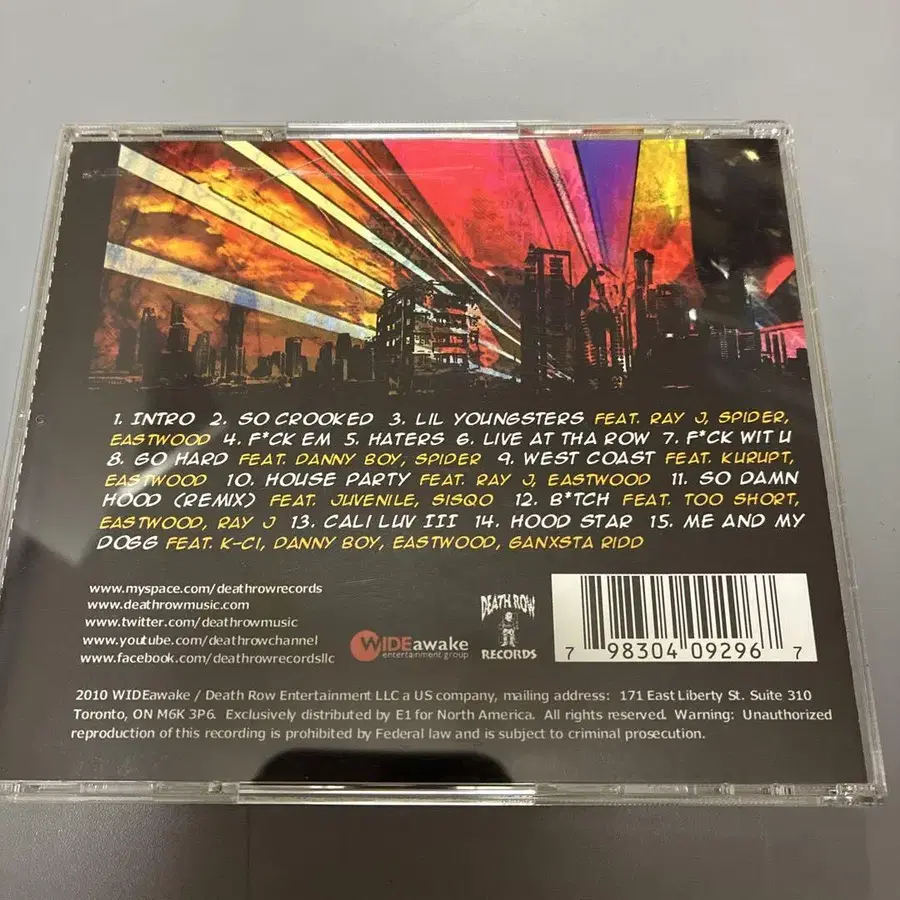 1. INTRO 2. SO CROOKED 3. LIL YOUNGSTERS FEAT. RAY J, SPIDER,
EASTWOOD 4. F*CK EM 5. HATERS 6. LIVE AT THA ROW 7. F*CK WIT U
8. GO HARD FEAT. DANNY BOY, SPIDER 9. WEST COAST FEAT. KURUPT,
EASTWOOD 10. HOUSE PARTY FEAT. RAY J, EASTWOOD 11. SO DAMN
HOOD (REMIX) FEAT. JUVENILE, SISQO 12. B*TCH FEAT. TOO SHORT,
EASTWOOD, RAY J 13. CALI LUV III 14. HOOD STAR 15. ME AND MY
DOGG FEAT. K-CI, DANNY BOY, EASTWOOD, GANXSTA RIDD
www.myspace.com/deathrowrecords
www.deathrowmusic.com
www.twitter.com/deathrowmusic
www.youtube.com/deathrowchannel
www.facebook.com/deathrowrecordsllc
WIDEawake
entertainment group
DEATH ROW
RECORDS
7 98304 09296 7
2010 WIDEawake / Death Row Entertainment LLC a US company, mailing address: 171 East Liberty St. Suite 310
Toronto, ON M6K 3P6. Exclusively distributed by E1 for North America. All rights reserved. Warning: Unauthorized
reproduction of this recording is prohibited by Federal law and is subject to criminal prosecution.